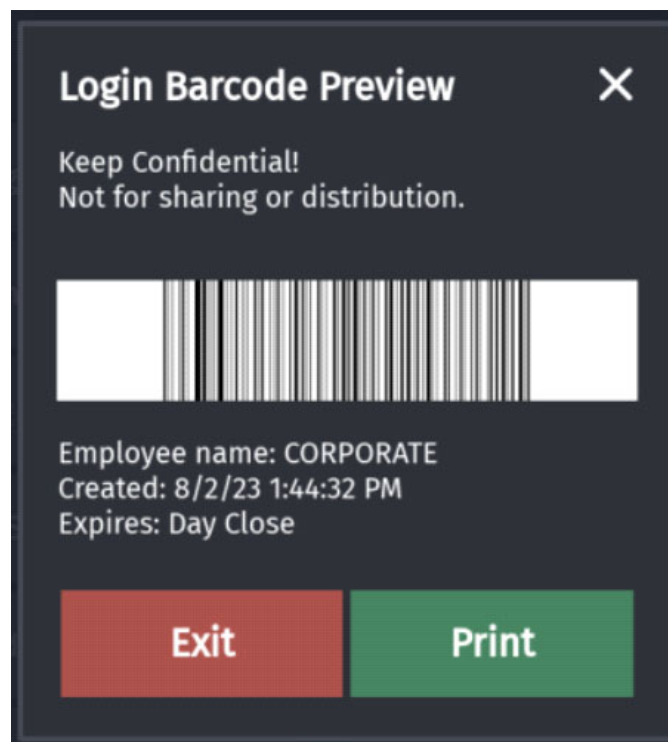 Login Barcode Preview
Keep Confidential!
Not for sharing or distribution.
Employee name: CORPORATE
Created: 8/2/23 1:44:32 PM
Expires: Day Close
Exit Print